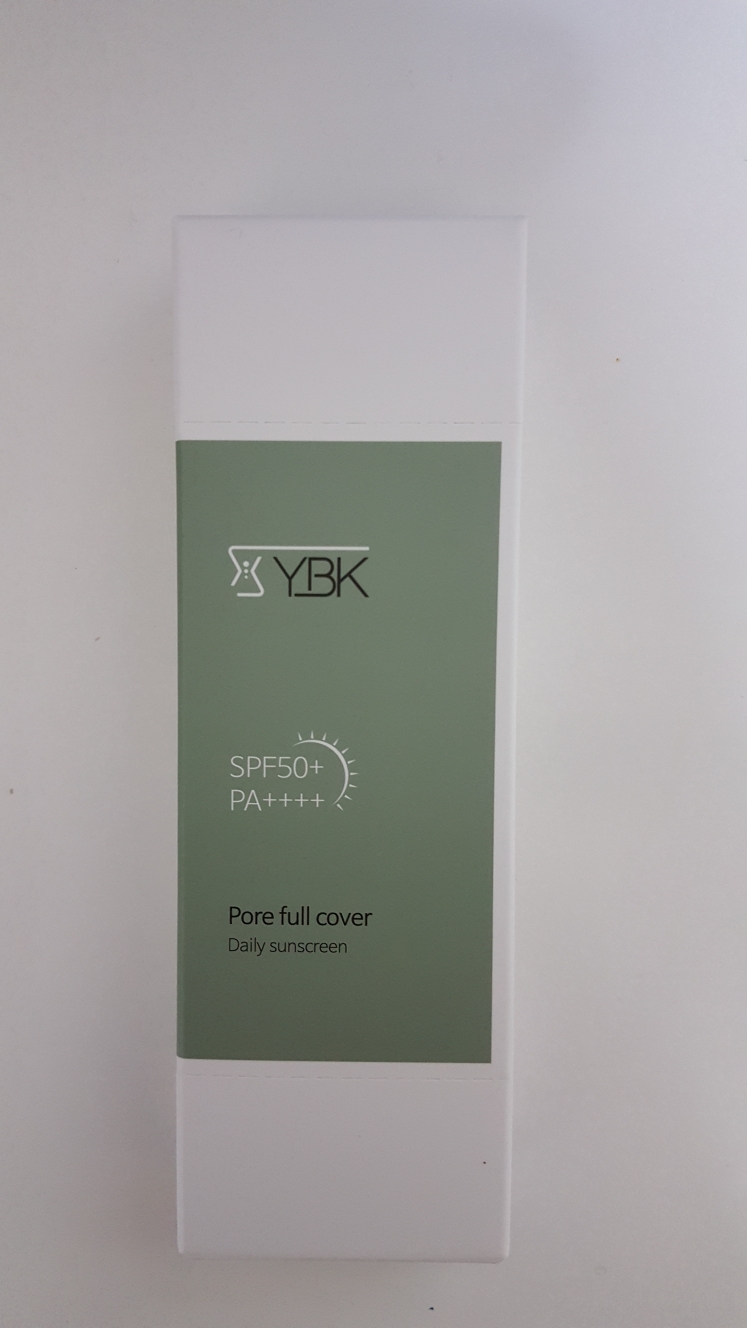 YBK
SPF50+
PA++++
Pore full cover
Daily sunscreen